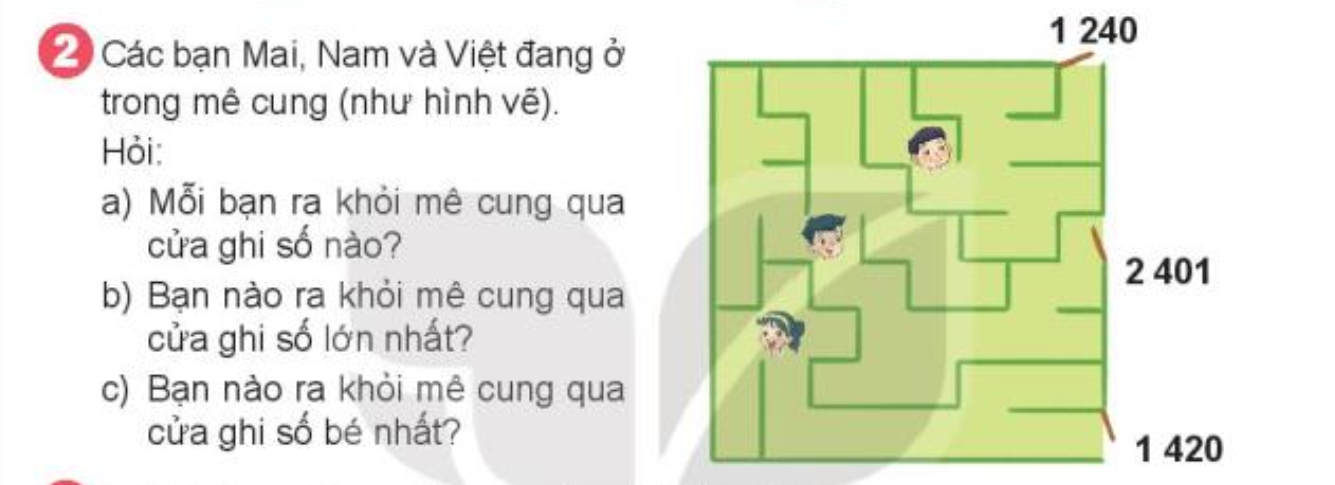 2 Các bạn Mai, Nam và Việt đang ở
trong mê cung (như hình vẽ).
Hỏi:
a) Mỗi bạn ra khỏi mê cung qua
cửa ghi số nào?
b) Bạn nào ra khỏi mê cung qua
cửa ghi số lớn nhất?
c) Bạn nào ra khỏi mê cung qua
cửa ghi số bé nhất?
1 240
2 401
1 420